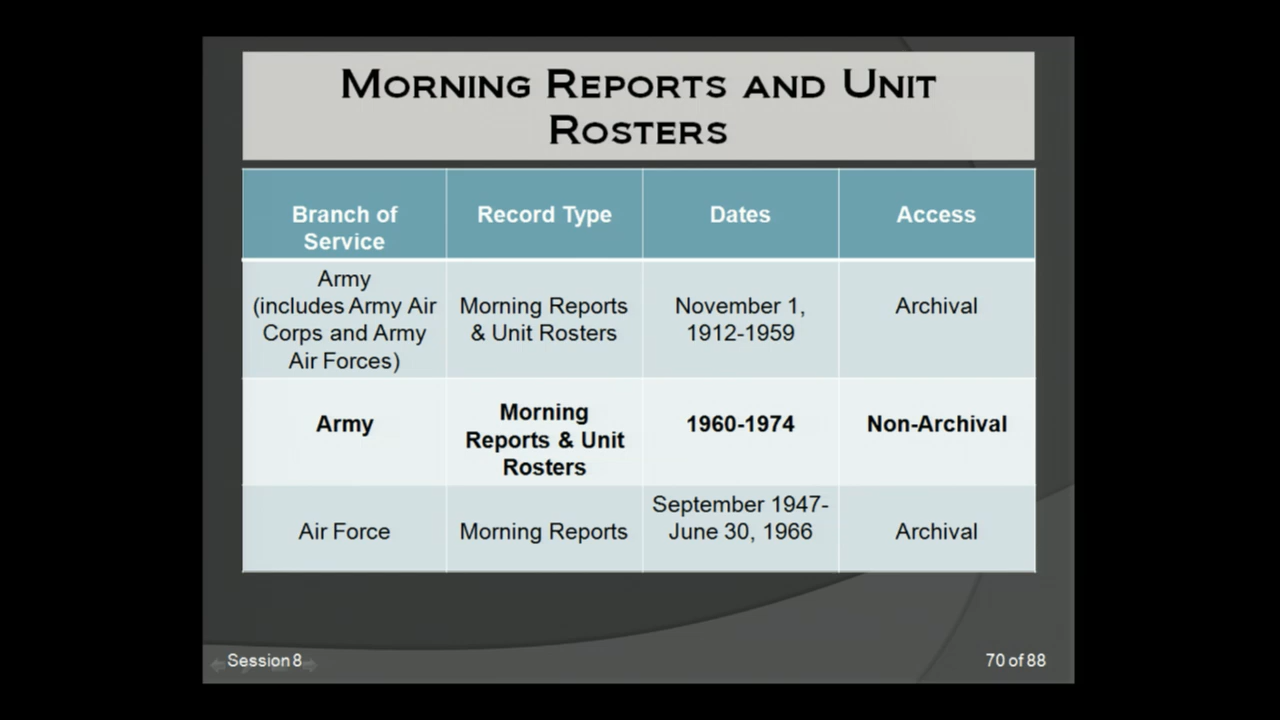 MORNING REPORTS AND UNIT
ROSTERS
Branch of
Service
Record Type
Dates
Access
Army
(includes Army Air
Corps and Army
Air Forces)
Morning Reports
& Unit Rosters
November 1,
1912-1959
Archival
Army
Morning
Reports & Unit
Rosters
1960-1974
Non-Archival
Air Force
Morning Reports
September 1947-
June 30, 1966
Archival
Session 8
70 of 88